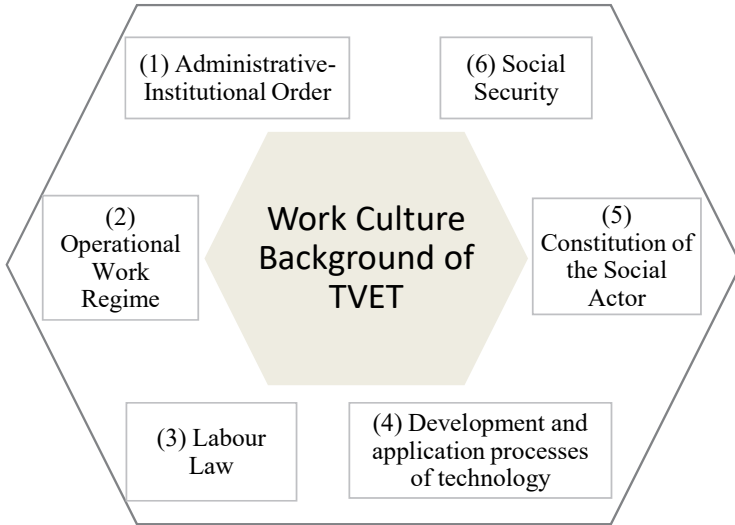 (1) Administrative-
Institutional Order
(6) Social
Security
(2)
Operational
Work
Regime
Work Culture
Background of
TVET
(5)
Constitution of
the Social
Actor
(3) Labour
Law
(4) Development and
application processes
of technology